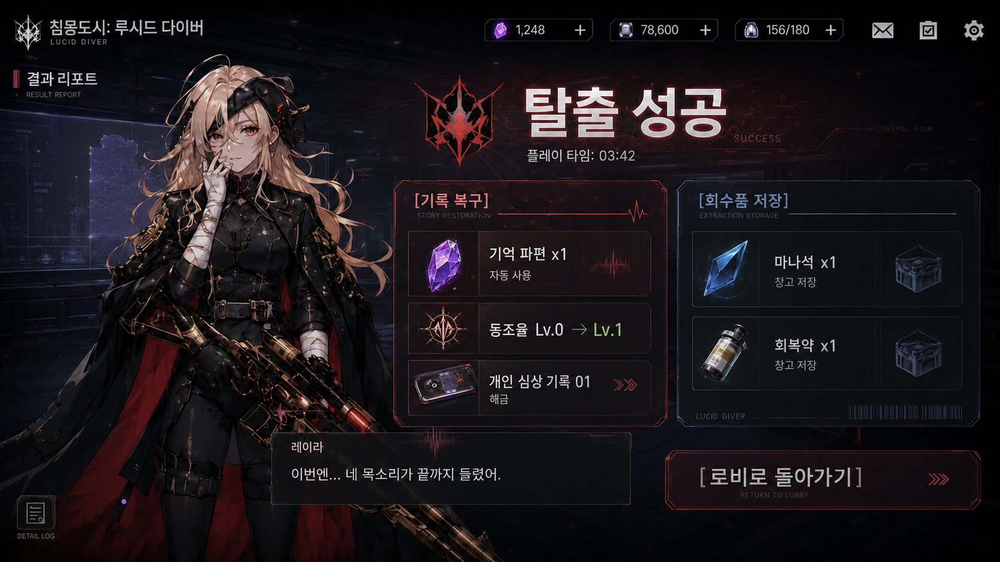 침몽도시: 루시드 다이버
LUCID DIVER
1,248
78,600
156/180
결과 리포트
RESULT REPORT
탈출 성공
SUCCESS
CONTROL ROOM
플레이 타임: 03:42
[기록 복구]
STORY RESTORATION
기억 파편 x1
자동 사용
동조율 Lv.0 → Lv.1
개인 심상 기록 01
해금
[회수품 저장]
EXTRACTION STORAGE
마나석 x1
창고 저장
회복약 x1
창고 저장
LUCID DIVER
레이라
이번엔... 네 목소리가 끝까지 들렸어.
[로비로 돌아가기]
RETURN TO LOBBY
DETAIL LOG